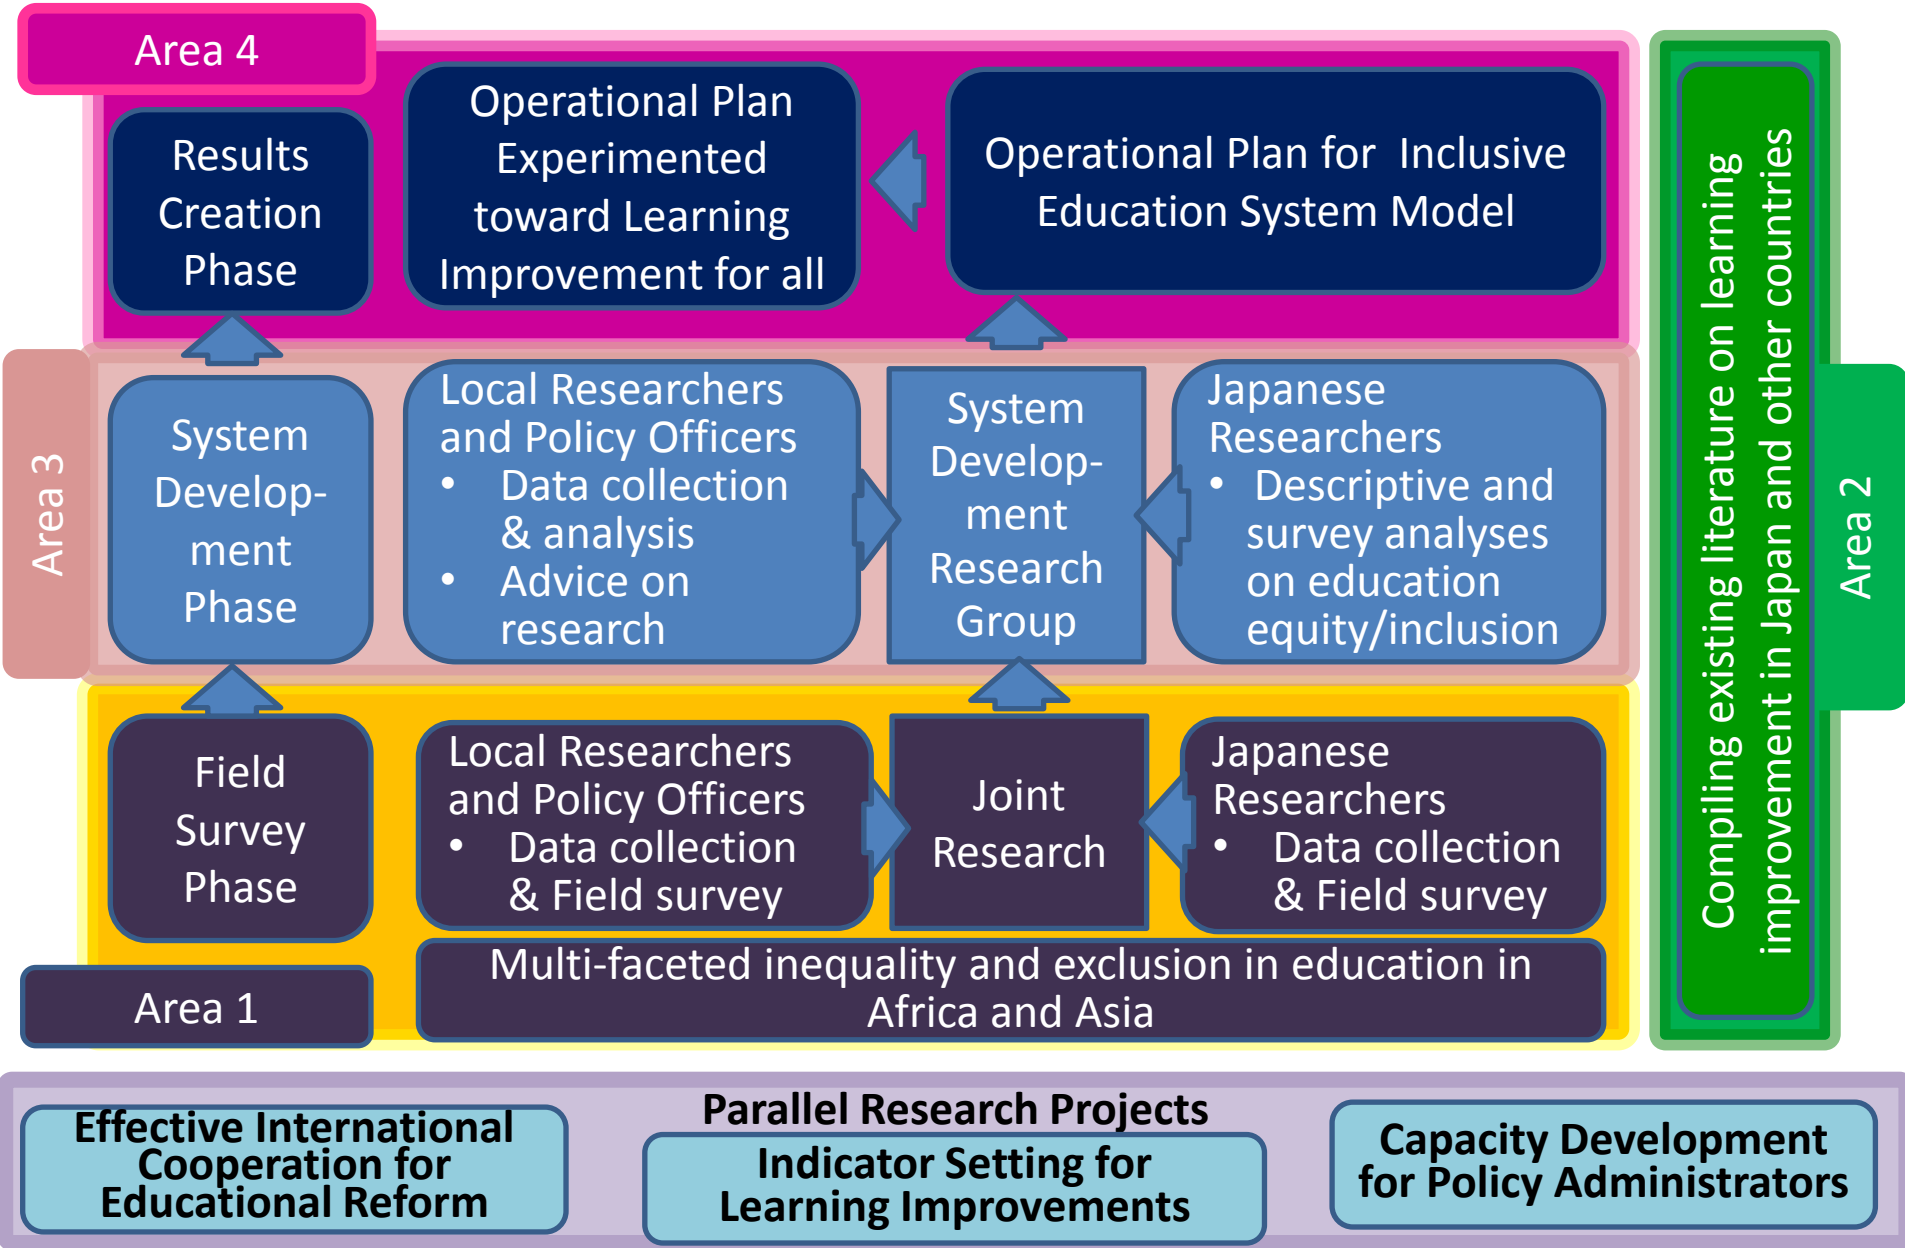 Area 4
Results
Creation
Phase
Operational Plan
Experimented
toward Learning
Improvement for all
Operational Plan for  Inclusive
Education System Model
Area 3
System
Develop-
ment
Phase
Local Researchers
and Policy Officers
• Data collection
& analysis
• Advice on
research
System
Develop-
ment
Research
Group
Japanese
Researchers
• Descriptive and
survey analyses
on education
equity/inclusion
Field
Survey
Phase
Local Researchers
and Policy Officers
• Data collection
& Field survey
Joint
Research
Japanese
Researchers
• Data collection
& Field survey
Area 1
Multi-faceted inequality and exclusion in education in
Africa and Asia
Compiling existing literature on learning
improvement in Japan and other countries
Area 2
Parallel Research Projects
Effective International
Cooperation for
Educational Reform
Indicator Setting for
Learning Improvements
Capacity Development
for Policy Administrators